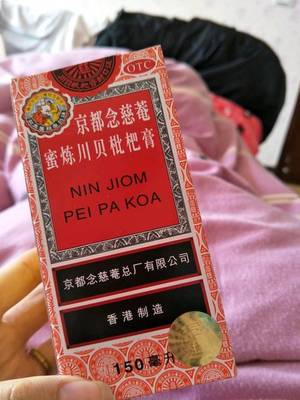 OTC
京都念慈菴
蜜炼川贝枇杷膏
NIN JIOM
PEI PA KOA
京都念慈菴总厂有限公司
香港制造
150毫升